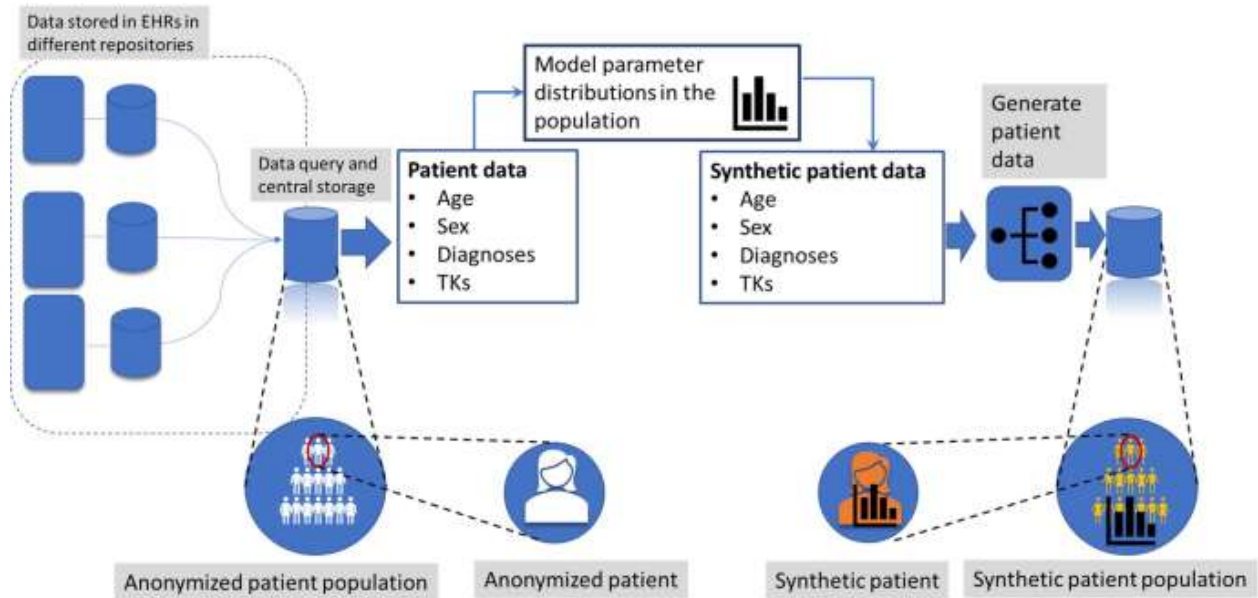 Data stored in EHRs in
different repositories
Data query and
central storage
Patient data
• Age
• Sex
• Diagnoses
• TKs
Model parameter
distributions in the
population
Synthetic patient data
• Age
• Sex
• Diagnoses
• TKs
Generate
patient
data
Anonymized patient population
Anonymized patient
Synthetic patient
Synthetic patient population